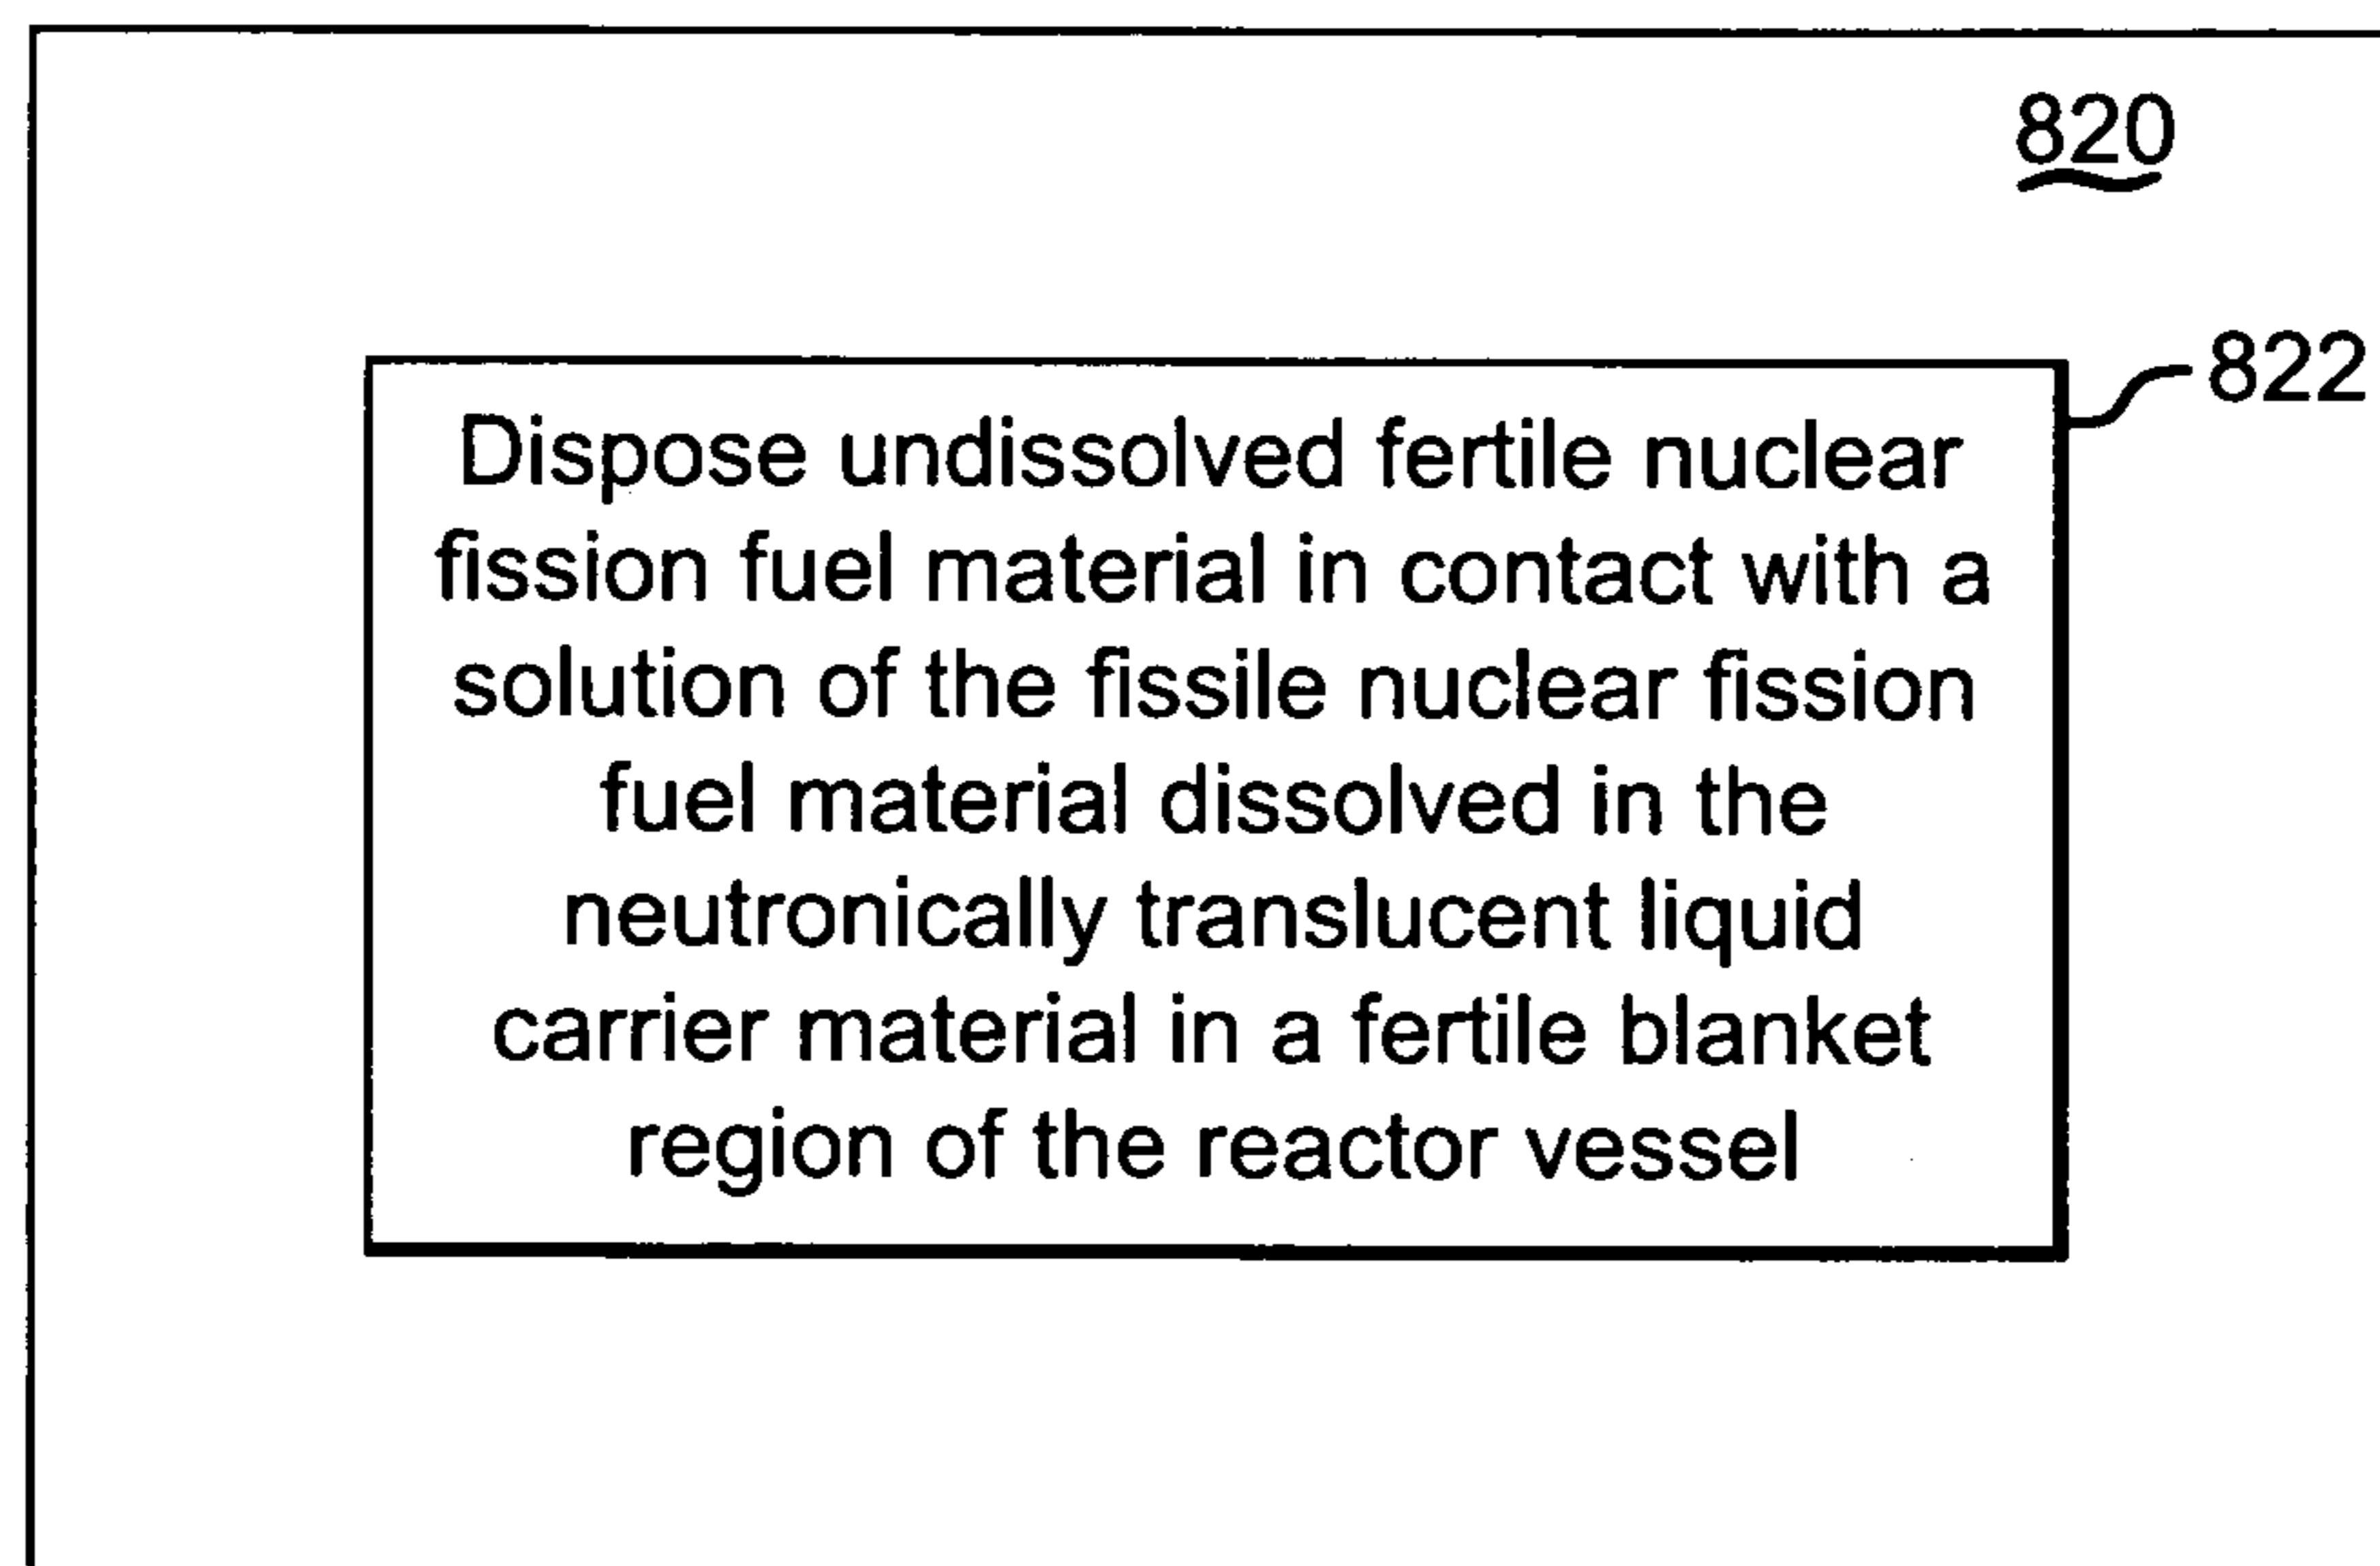 820
822
Dispose undissolved fertile nuclear
fission fuel material in contact with a
solution of the fissile nuclear fission
fuel material dissolved in the
neutronically translucent liquid
carrier material in a fertile blanket
region of the reactor vessel